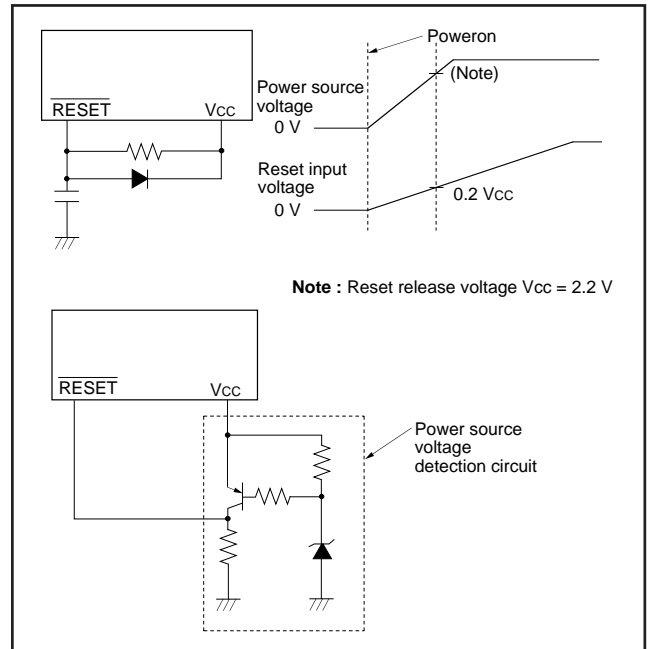 Poweron
(Note)
Power source
voltage
0 V
RESET
Vcc
Reset input
voltage
0 V
0.2 Vcc
Note : Reset release voltage Vcc = 2.2 V
RESET
Vcc
Power source
voltage
detection circuit